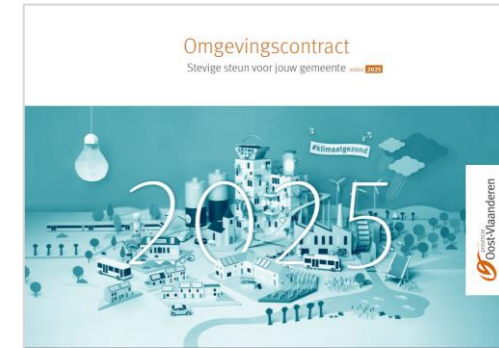 Omgevingscontract
Stevige steun voor jouw gemeente editie 2025
#klimaatgezond
2025
provincie
Oost-Vlaanderen